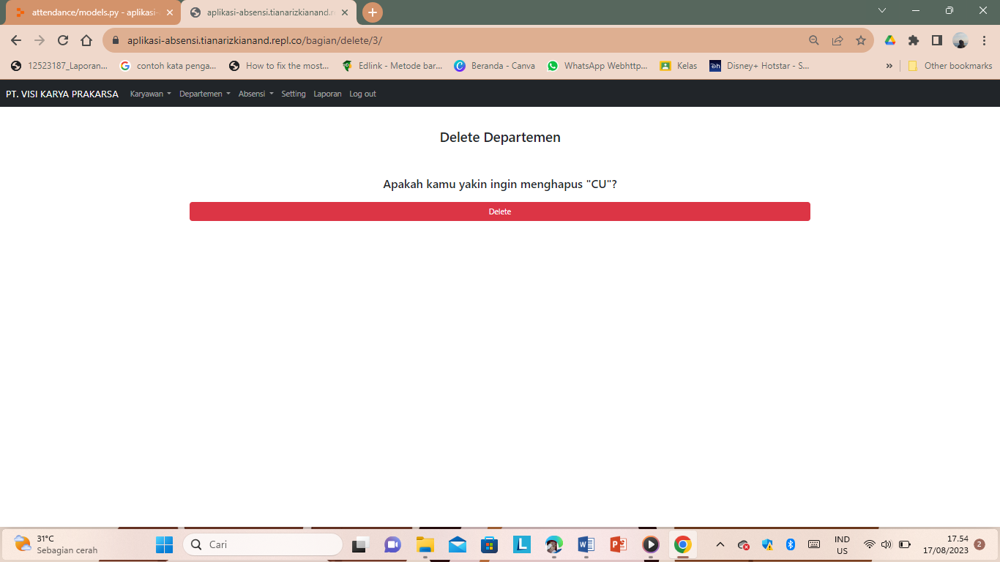 attendance/models.py - aplikasi-
aplikasi-absensi.tianarizkianand.r
aplikasi-absensi.tianarizkianand.repl.co/bagian/delete/3/
12523187_Laporan...
contoh kata penga...
How to fix the most...
Edlink - Metode bar...
Beranda - Canva
WhatsApp Webhttp...
Kelas
Disney+ Hotstar - S...
»
Other bookmarks
PT. VISI KARYA PRAKARSA
Karyawan
Departemen
Absensi
Setting
Laporan
Log out
Delete Departemen
Apakah kamu yakin ingin menghapus "CU"?
Delete
31°C
Sebagian cerah
Cari
IND
US
17.54
17/08/2023
2